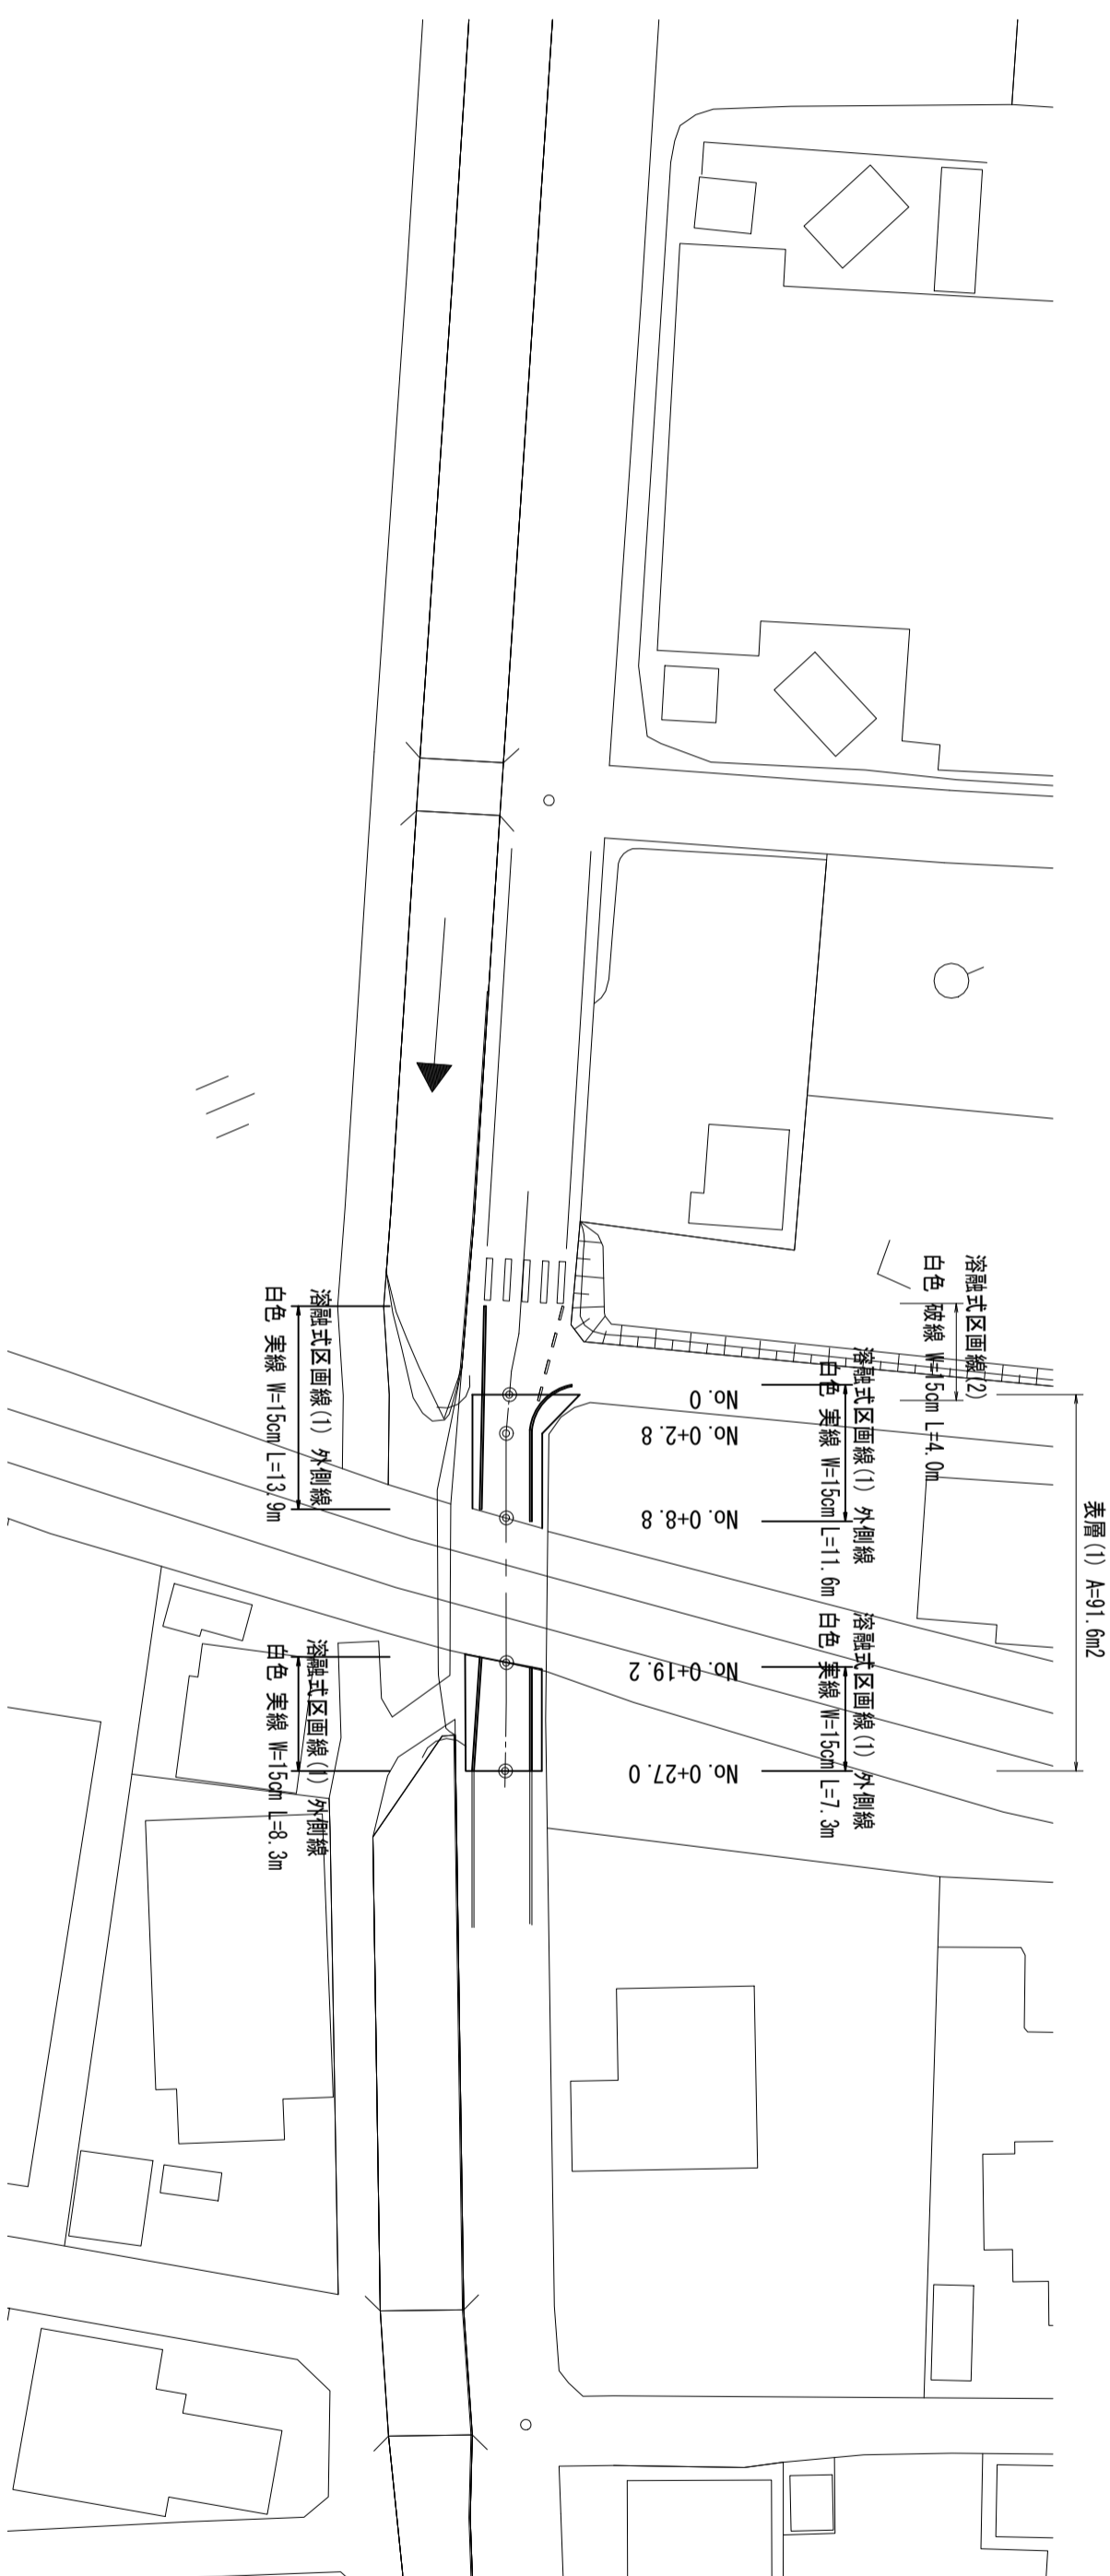 表層(1) A=91.6m2
溶融式区画線(2)
白色 破線 W=15cm L=4.0m
溶融式区画線(1) 外側線
白色 実線 W=15cm L=11.6m
溶融式区画線(1) 外側線
白色 実線 W=15cm L=7.3m
No. 0
No. 0+2.8
No. 0+8.8
No. 0+19.2
No. 0+27.0
溶融式区画線(1) 外側線
白色 実線 W=15cm L=13.9m
溶融式区画線(1) 外側線
白色 実線 W=15cm L=8.3m